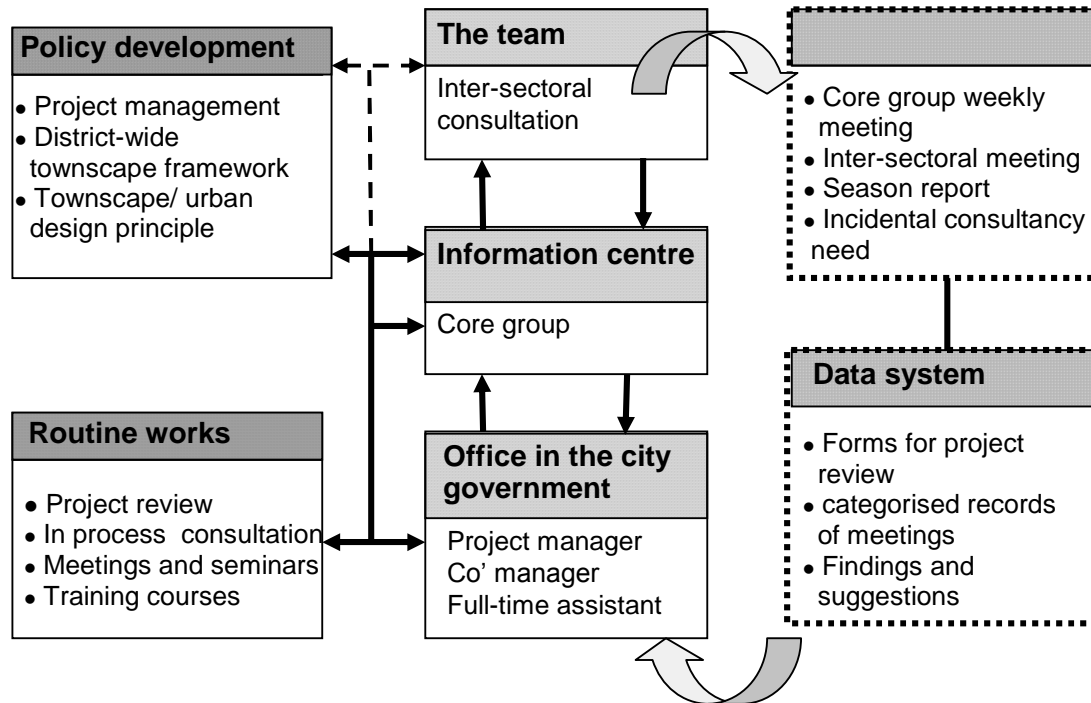 Policy development
• Project management
• District-wide
townscape framework
• Townscape/ urban
design principle
The team
Inter-sectoral
consultation
• Core group weekly
meeting
• Inter-sectoral meeting
• Season report
• Incidental consultancy
need
Information centre
Core group
Routine works
• Project review
• In process consultation
• Meetings and seminars
• Training courses
Office in the city
government
Project manager
Co’ manager
Full-time assistant
Data system
• Forms for project
review
• categorised records
of meetings
• Findings and
suggestions